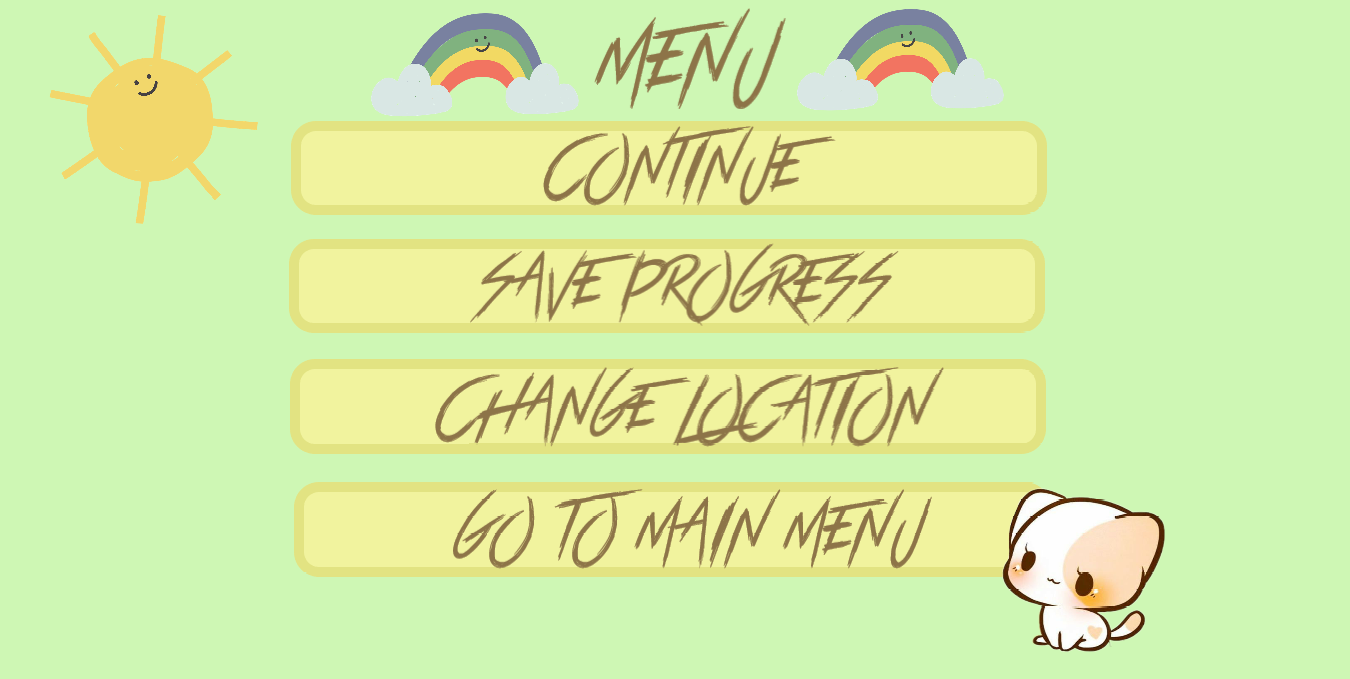 MENU
CONTINUE
SAVE PROGRESS
CHANGE LOCATION
GO TO MAIN MENU